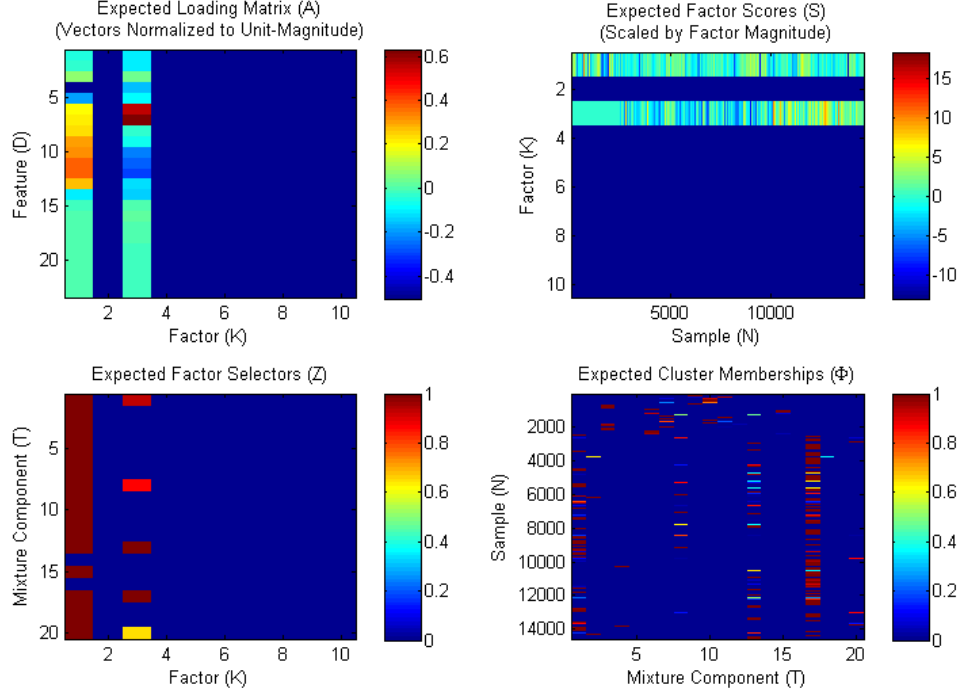 Expected Loading Matrix (A)
(Vectors Normalized to Unit-Magnitude)
5
10
15
20
Feature (D)
2 4 6 8 10
Factor (K)
0.6
0.4
0.2
0
-0.2
-0.4
Expected Factor Scores (S)
(Scaled by Factor Magnitude)
2
4
6
8
10
Factor (K)
5000 10000
Sample (N)
15
10
5
0
-5
-10
Expected Factor Selectors (Z)
5
10
15
20
Mixture Component (T)
2 4 6 8 10
Factor (K)
1
0.8
0.6
0.4
0.2
0
Expected Cluster Memberships (Φ)
2000
4000
6000
8000
10000
12000
14000
Sample (N)
5 10 15 20
Mixture Component (T)
1
0.8
0.6
0.4
0.2
0